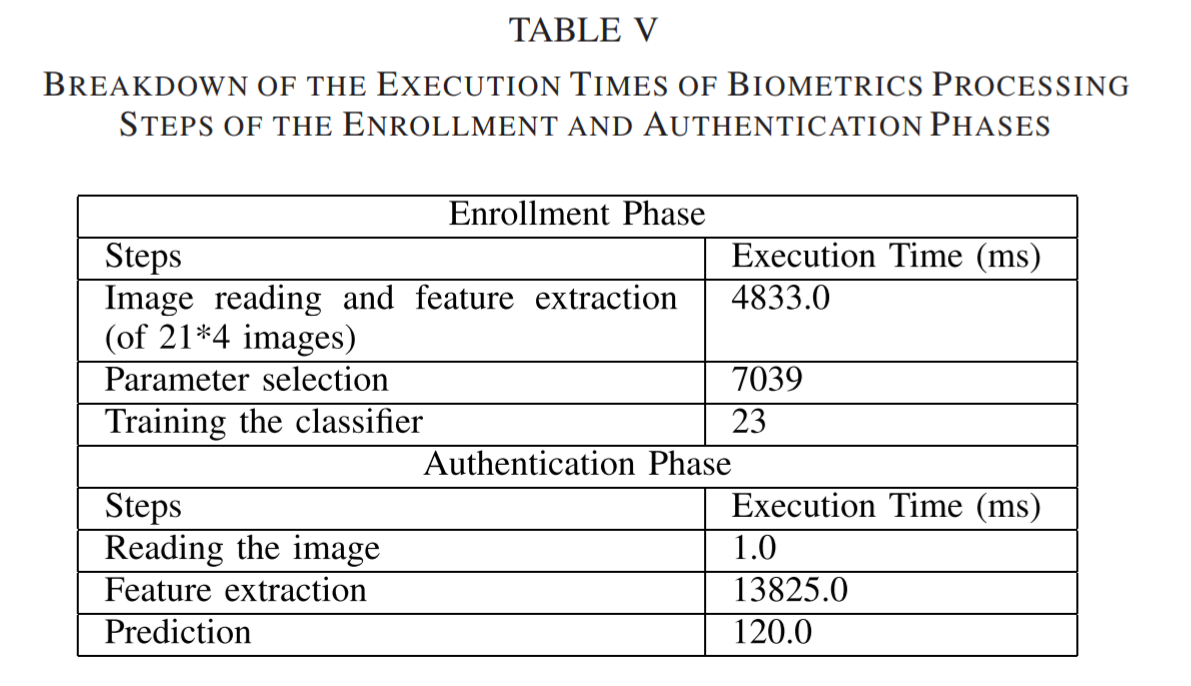 TABLE V
BREAKDOWN OF THE EXECUTION TIMES OF BIOMETRICS PROCESSING
STEPS OF THE ENROLLMENT AND AUTHENTICATION PHASES
Enrollment Phase
Steps Execution Time (ms)
Image reading and feature extraction 4833.0
(of 21*4 images)
Parameter selection 7039
Training the classifier 23
Authentication Phase
Steps Execution Time (ms)
Reading the image 1.0
Feature extraction 13825.0
Prediction 120.0